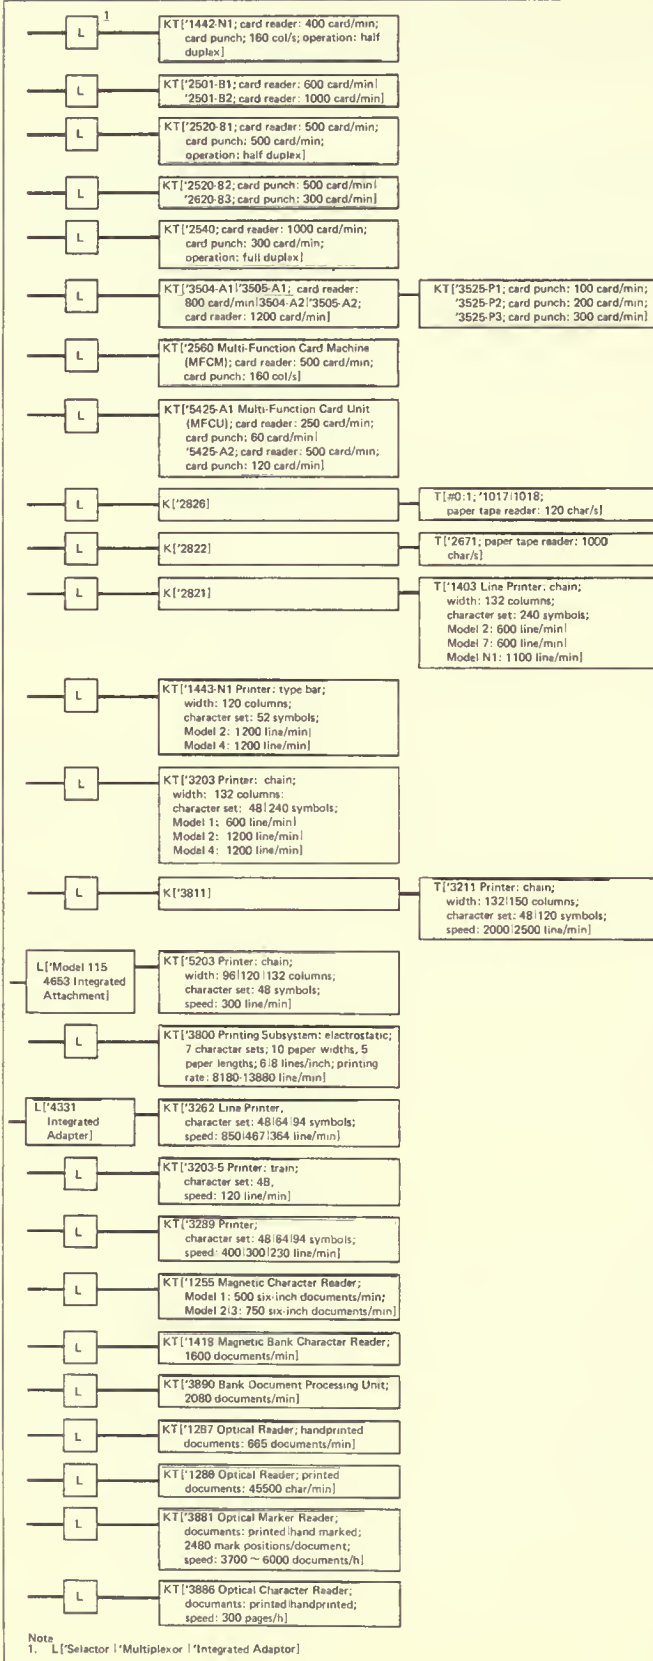 L
1
KT['1442-N1; card reader: 400 card/min;
card punch; 160 col/s; operation: half
duplex]
L
KT['2501-B1; card reader: 600 card/min|
'2501-B2; card reader: 1000 card/min]
L
KT['2520-B1; card reader: 500 card/min;
card punch: 500 card/min;
operation: half duplex]
L
KT['2520-B2; card punch: 500 card/min|
'2620-B3; card punch: 300 card/min]
L
KT['2540; card reader: 1000 card/min;
card punch: 300 card/min;
operation: full duplex]
L
KT['3504-A1|'3505-A1; card reader:
800 card/min|3504-A2|'3505-A2;
card reader: 1200 card/min]
KT['3525-P1; card punch: 100 card/min;
'3525-P2; card punch: 200 card/min;
'3525-P3; card punch: 300 card/min]
L
KT['2560 Multi-Function Card Machine
(MFCM); card reader: 500 card/min;
card punch: 160 col/s]
L
KT['5425-A1 Multi-Function Card Unit
(MFCU); card reader: 250 card/min;
card punch: 60 card/min|
'5425-A2; card reader: 500 card/min;
card punch: 120 card/min]
L
K['2826]
T[#0:1; '1017|1018;
paper tape reader: 120 char/s]
L
K['2822]
T['2671; paper tape reader: 1000
char/s]
L
K['2821]
T['1403 Line Printer: chain;
width: 132 columns;
character set: 240 symbols;
Model 2: 600 line/min|
Model 7: 600 line/min|
Model N1: 1100 line/min]
L
KT['1443-N1 Printer: type bar;
width: 120 columns;
character set: 52 symbols;
Model 2: 1200 line/min|
Model 4: 1200 line/min]
L
KT['3203 Printer: chain;
width: 132 columns:
character set: 48|240 symbols;
Model 1: 600 line/min|
Model 2: 1200 line/min|
Model 4: 1200 line/min]
L
K['3811]
T['3211 Printer: chain;
width: 132|150 columns;
character set: 48|120 symbols;
speed: 2000|2500 line/min]
L['Model 115
4653 Integrated
Attachment]
KT['5203 Printer: chain;
width: 96|120|132 columns;
character set: 48 symbols;
speed: 300 line/min]
L
KT['3800 Printing Subsystem: electrostatic;
7 character sets; 10 paper widths, 5
paper lengths; 6|8 lines/inch; printing
rate: 8180-13880 line/min]
L['4331
Integrated
Adapter]
KT['3262 Line Printer,
character set: 48|64|94 symbols;
speed: 850|467|364 line/min]
L
KT['3203-5 Printer: train;
character set: 48,
speed: 120 line/min]
L
KT['3289 Printer;
character set: 48|64|94 symbols;
speed: 400|300|230 line/min]
L
KT['1255 Magnetic Character Reader;
Model 1: 500 six-inch documents/min;
Model 2|3: 750 six-inch documents/min]
L
KT['1418 Magnetic Bank Character Reader;
1600 documents/min]
L
KT['3890 Bank Document Processing Unit;
2080 documents/min]
L
KT['1287 Optical Reader; handprinted
documents: 665 documents/min]
L
KT['1288 Optical Reader; printed
documents: 45500 char/min]
L
KT['3881 Optical Marker Reader;
documents: printed|hand marked;
2480 mark positions/document;
speed: 3700 ~ 6000 documents/h]
L
KT['3886 Optical Character Reader;
documents: printed|handprinted;
speed: 300 pages/h]
Note
1. L['Selector | 'Multiplexor | 'Integrated Adaptor]